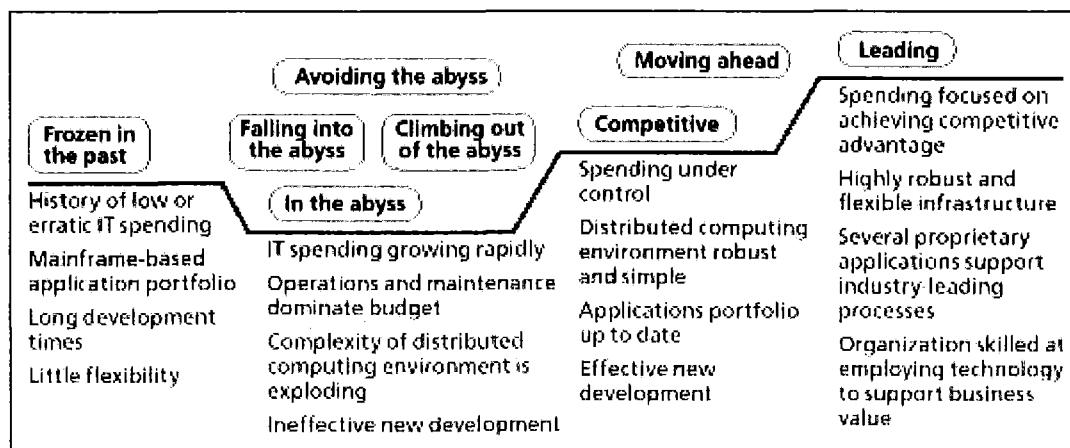 Frozen in
the past
History of low or
erratic IT spending
Mainframe-based
application portfolio
Long development
times
Little flexibility
Avoiding the abyss
Falling into
the abyss
Climbing out
of the abyss
In the abyss
IT spending growing rapidly
Operations and maintenance
dominate budget
Complexity of distributed
computing environment is
exploding
Ineffective new development
Moving ahead
Competitive
Spending under
control
Distributed computing
environment robust
and simple
Applications portfolio
up to date
Effective new
development
Leading
Spending focused on
achieving competitive
advantage
Highly robust and
flexible infrastructure
Several proprietary
applications support
industry-leading
processes
Organization skilled at
employing technology
to support business
value